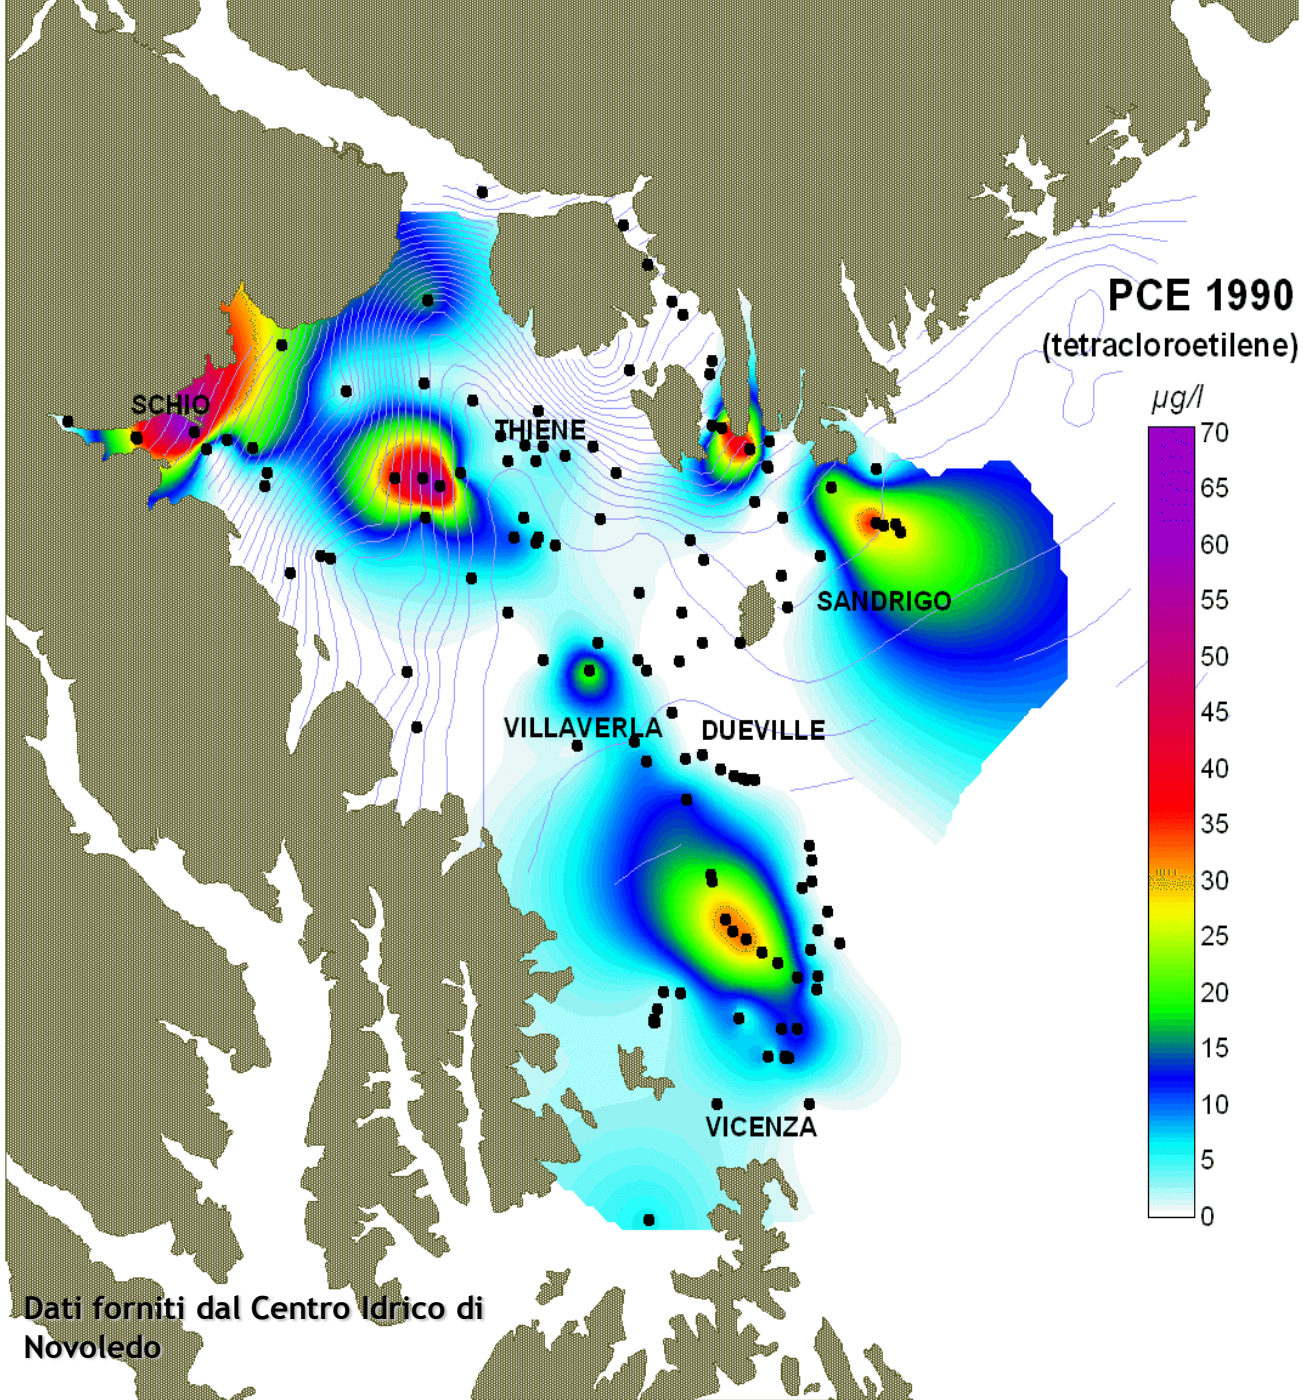 PCE 1990
(tetracloroetilene)
µg/l
70
65
60
55
50
45
40
35
30
25
20
15
10
5
0
SCHIO
THIENE
SANDRIGO
VILLAVERLA
DUEVILLE
VICENZA
Dati forniti dal Centro Idrico di
Novoledo